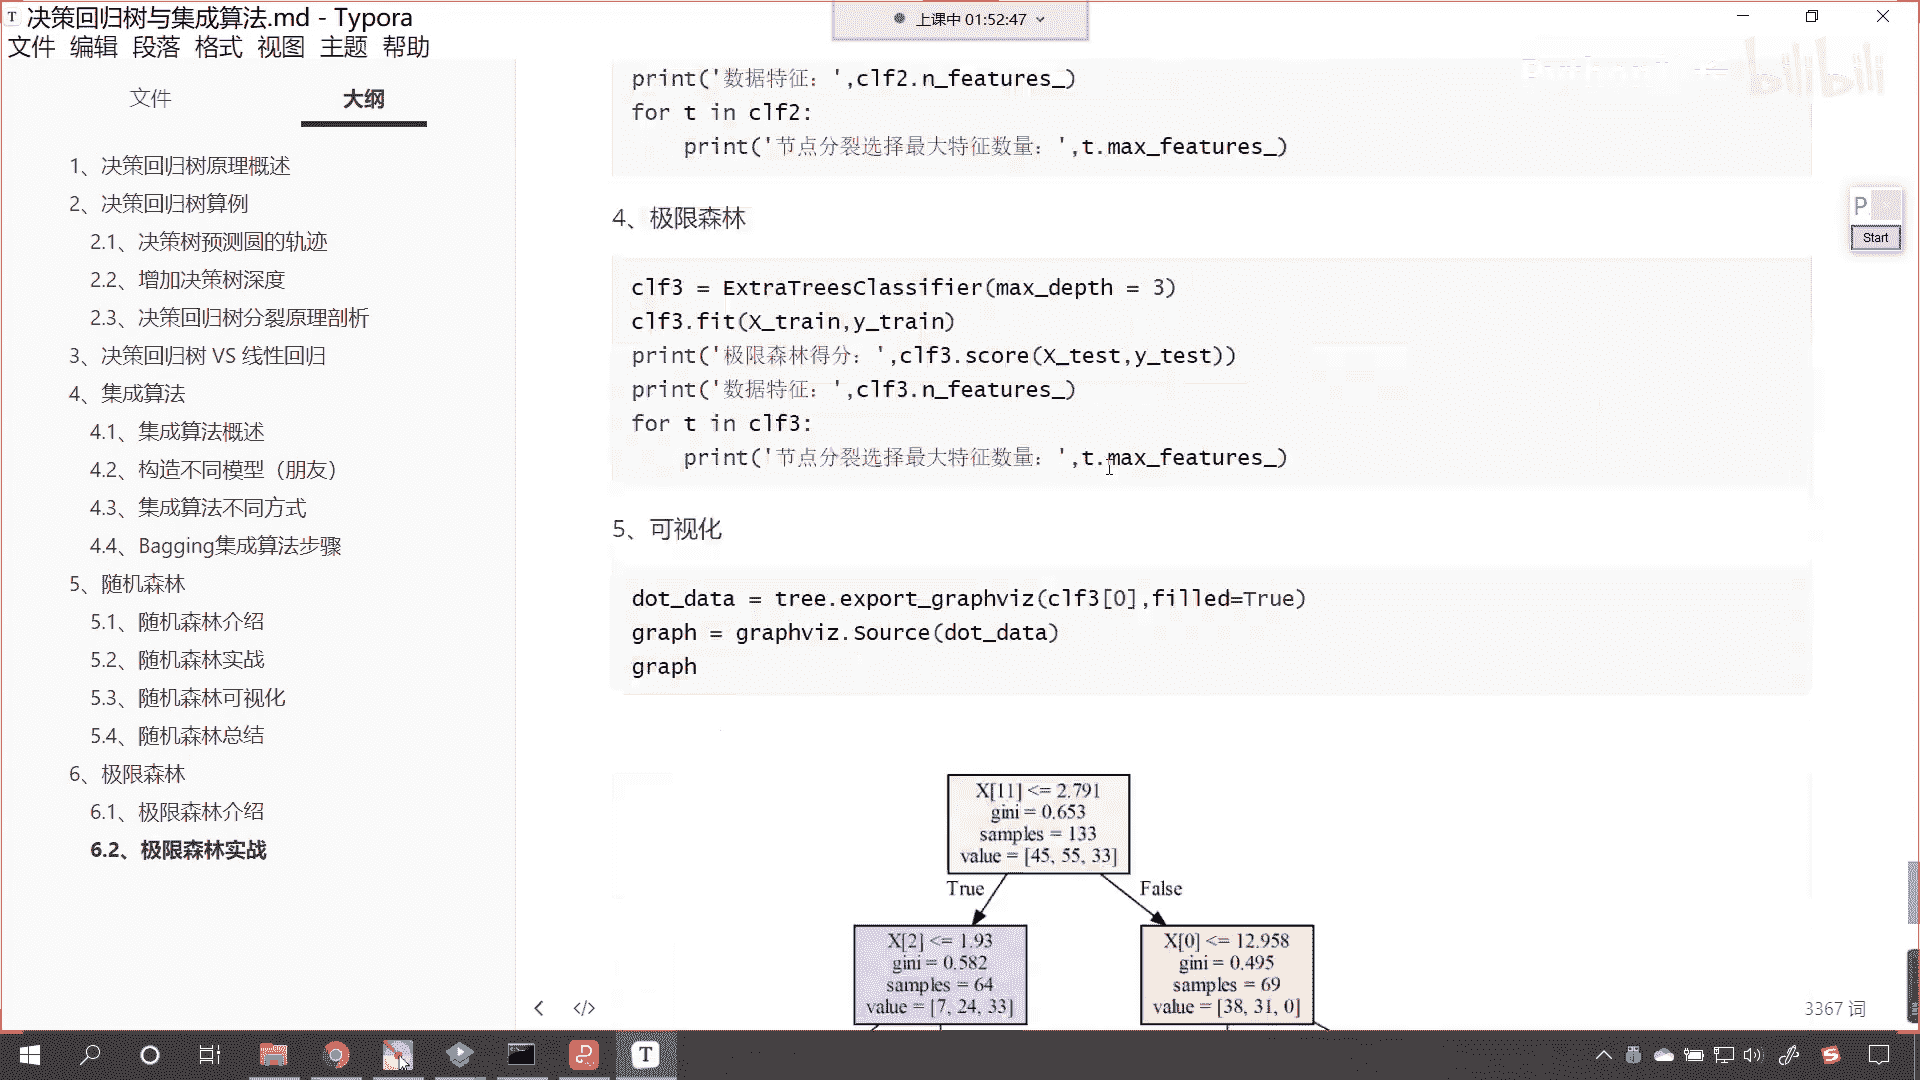 决策回归树与集成算法.md - Typora
上课中 01:52:47
文件 编辑 段落 格式 视图 主题 帮助
bilibili
文件
大纲
1、决策回归树原理概述
2、决策回归树算例
2.1、决策树预测圆的轨迹
2.2、增加决策树深度
2.3、决策回归树分裂原理剖析
3、决策回归树 VS 线性回归
4、集成算法
4.1、集成算法概述
4.2、构造不同模型（朋友）
4.3、集成算法不同方式
4.4、Bagging集成算法步骤
5、随机森林
5.1、随机森林介绍
5.2、随机森林实战
5.3、随机森林可视化
5.4、随机森林总结
6、极限森林
6.1、极限森林介绍
6.2、极限森林实战
print('数据特征：',clf2.n_features_)
for t in clf2:
print('节点分裂选择最大特征数量：',t.max_features_)
4、极限森林
clf3 = ExtraTreesClassifier(max_depth = 3)
clf3.fit(X_train,y_train)
print('极限森林得分：',clf3.score(X_test,y_test))
print('数据特征：',clf3.n_features_)
for t in clf3:
print('节点分裂选择最大特征数量：',t.max_features_)
5、可视化
dot_data = tree.export_graphviz(clf3[0],filled=True)
graph = graphviz.Source(dot_data)
graph
X[11] <= 2.791
gini = 0.653
samples = 133
value = [45, 55, 33]
True
False
X[2] <= 1.93
gini = 0.582
samples = 64
value = [7, 24, 33]
X[0] <= 12.958
gini = 0.495
samples = 69
value = [38, 31, 0]
P
Start
3367 词